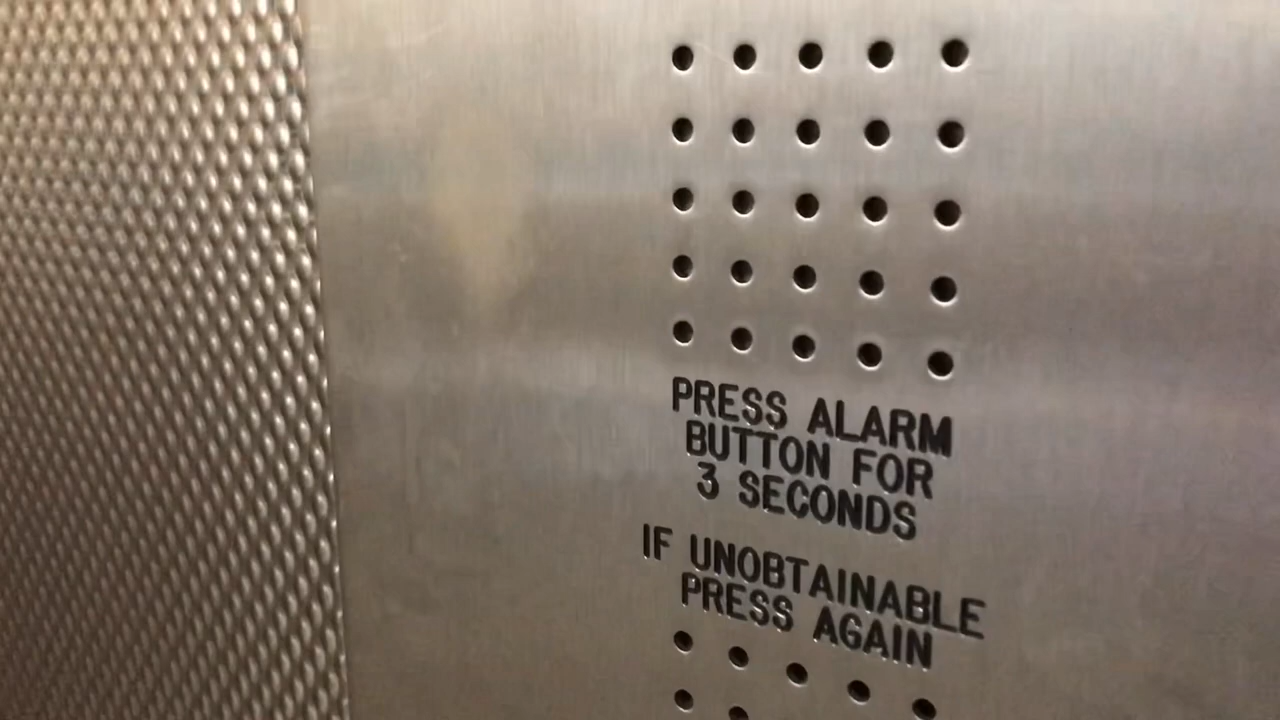 PRESS ALARM
BUTTON FOR
3 SECONDS
IF UNOBTAINABLE
PRESS AGAIN